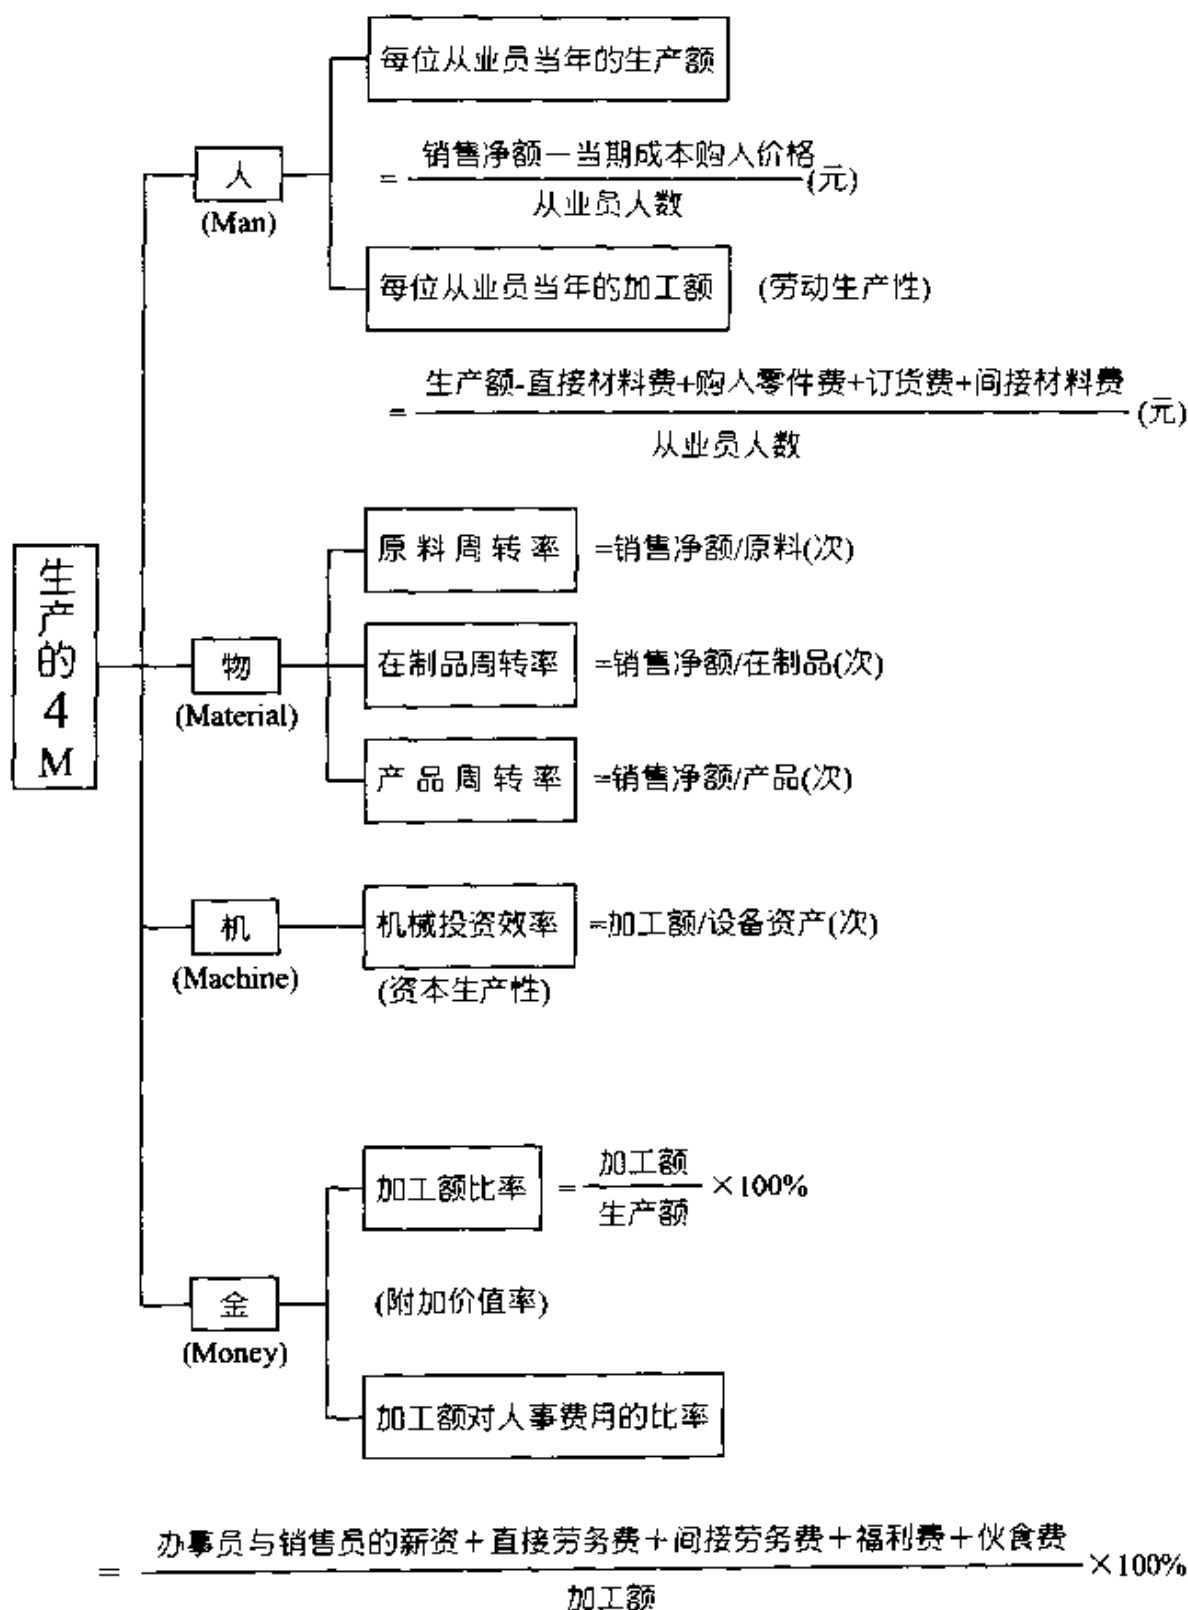 每位从业员当年的生产额
人
(Man)
= 销售净额－当期成本购入价格 (元)
从业员人数
每位从业员当年的加工额 (劳动生产性)
= 生产额-直接材料费+购入零件费+订货费+间接材料费 (元)
从业员人数
生产的4M
原料周转率 =销售净额/原料(次)
物
(Material)
在制品周转率 =销售净额/在制品(次)
产品周转率 =销售净额/产品(次)
机
(Machine)
机械投资效率 =加工额/设备资产(次)
(资本生产性)
加工额比率 = 加工额 ×100%
生产额
金
(Money)
(附加价值率)
加工额对人事费用的比率
= 办事员与销售员的薪资＋直接劳务费＋间接劳务费＋福利费＋伙食费 ×100%
加工额